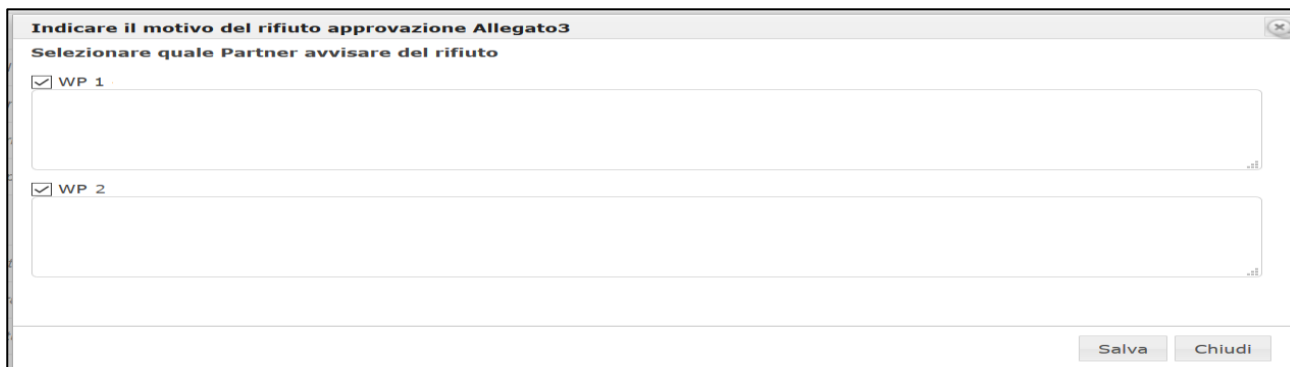 Indicare il motivo del rifiuto approvazione Allegato3
Selezionare quale Partner avvisare del rifiuto
WP 1
WP 2
Salva Chiudi